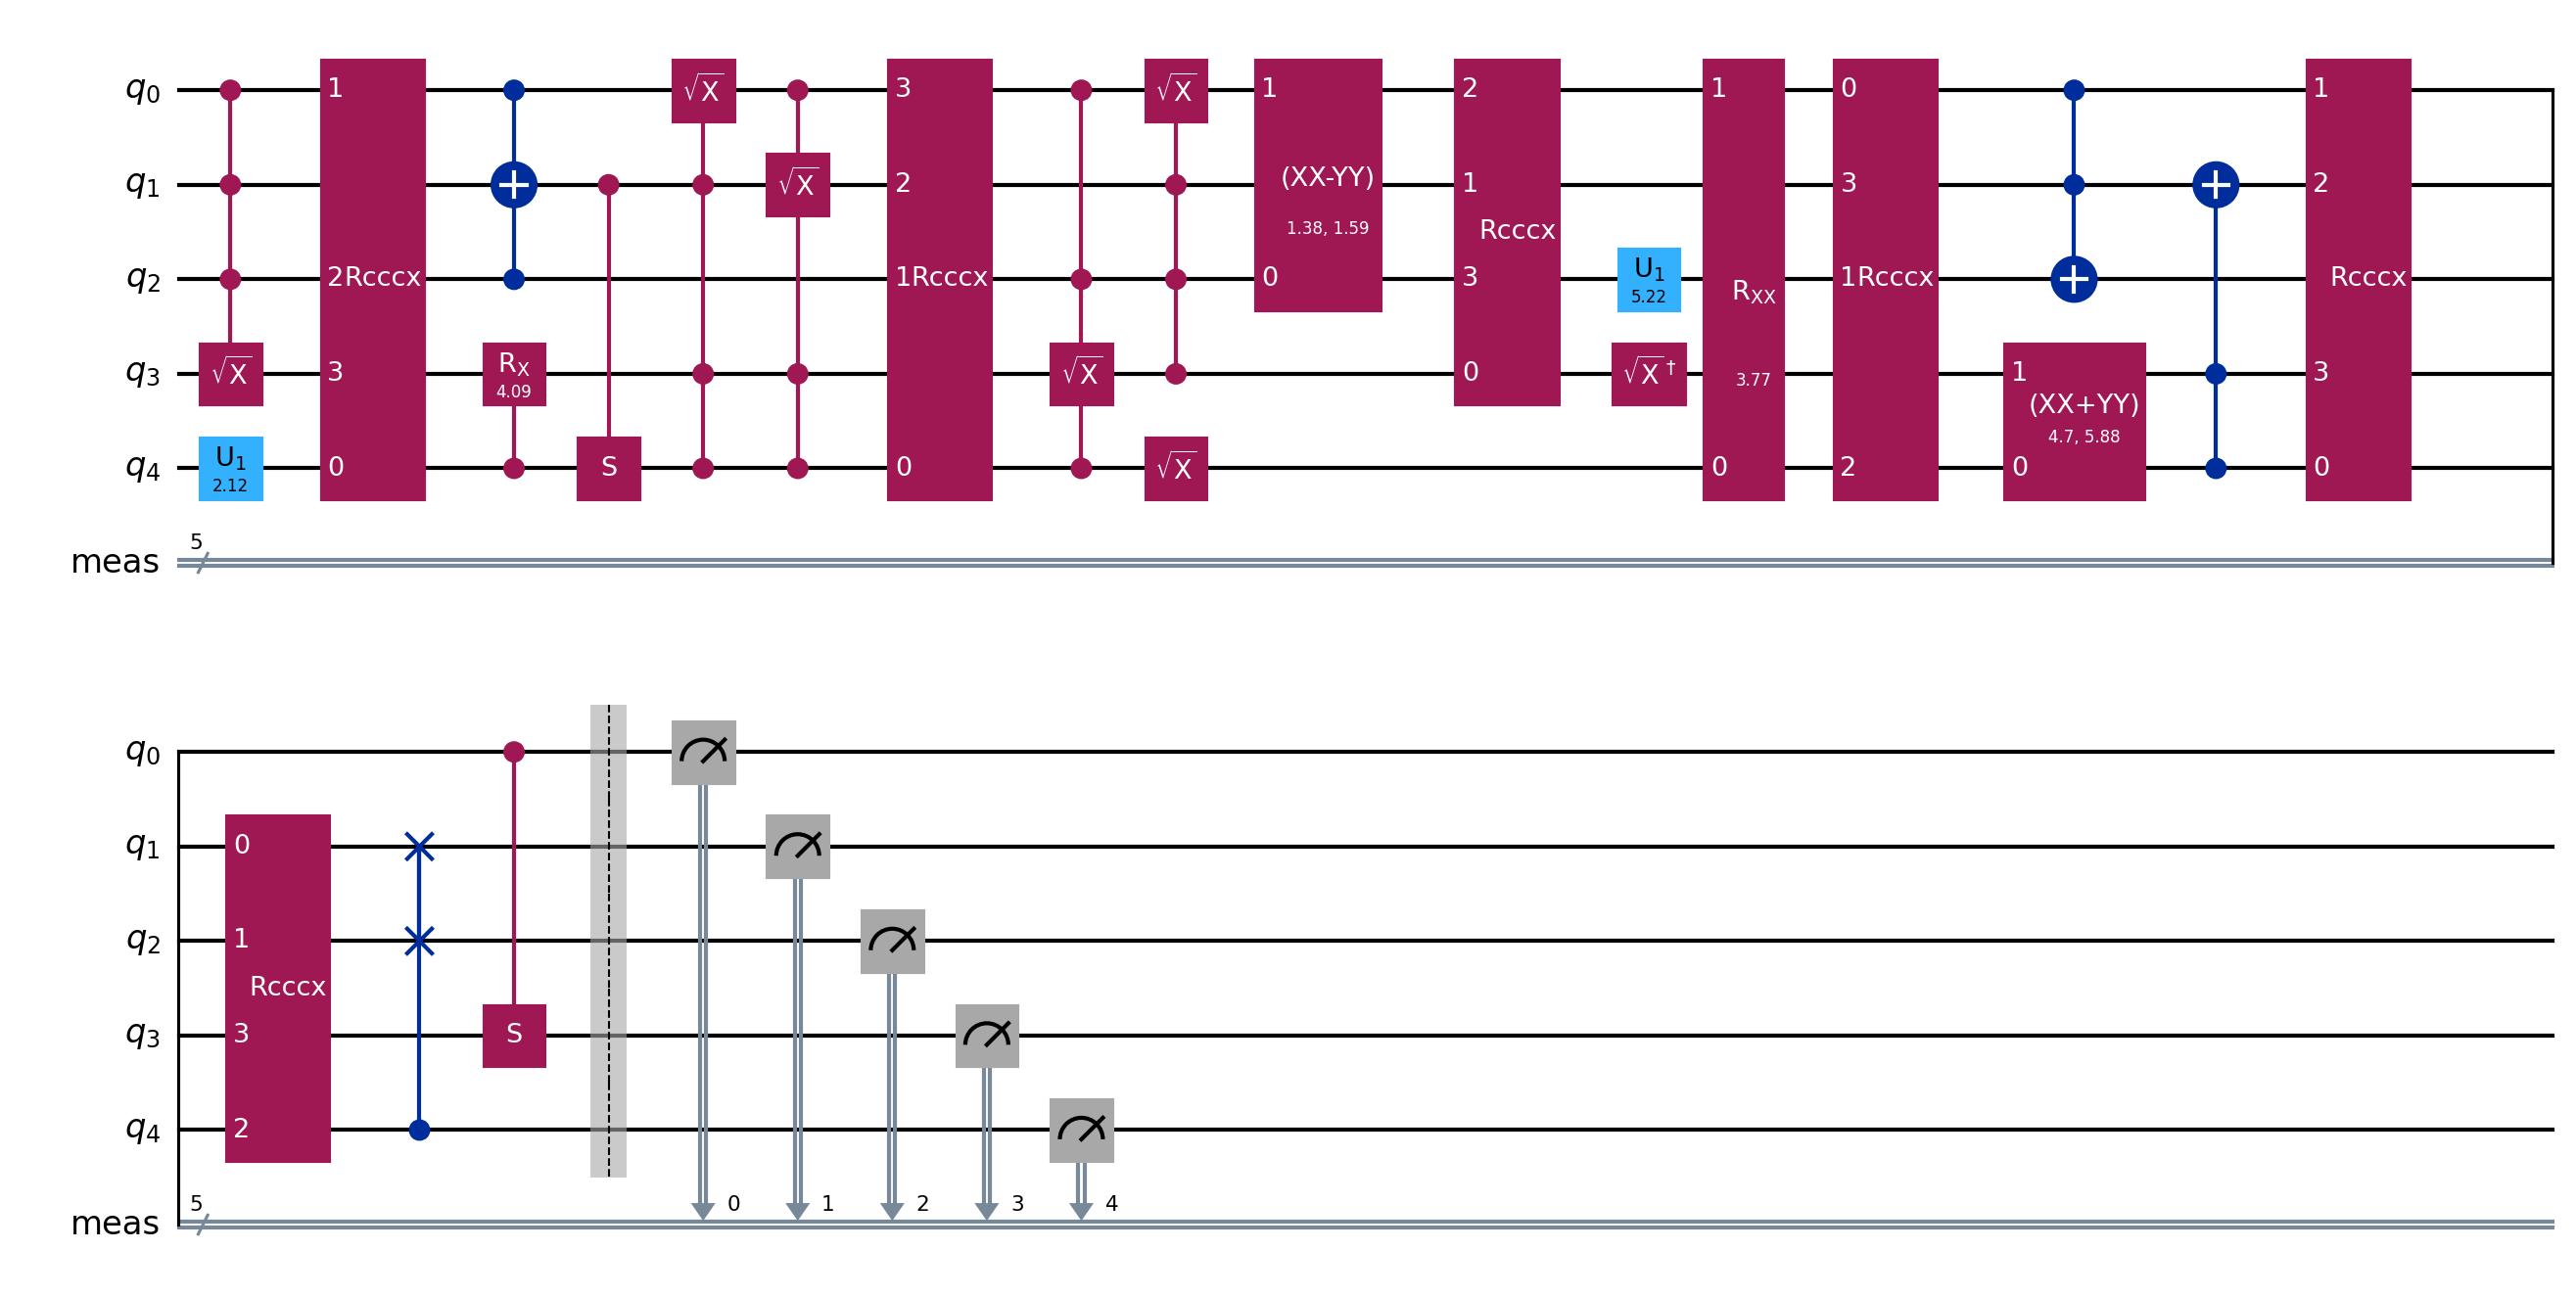 q0 1 √X 3 √X 1 2 1 0 1
q1 √X 2 (XX-YY) 1 3 2
1.38, 1.59 Rcccx
q2 2Rcccx 1Rcccx 0 3 U1 5.22 RXX 1Rcccx Rcccx
q3 √X 3 RX 4.09 √X 0 √X† 3.77 1 (XX+YY) 3
4.7, 5.88
q4 U1 2.12 0 S 0 √X 0 2 0 0
5
meas
q0
q1 0
q2 1
Rcccx
q3 3 S
q4 2
5 0 1 2 3 4
meas